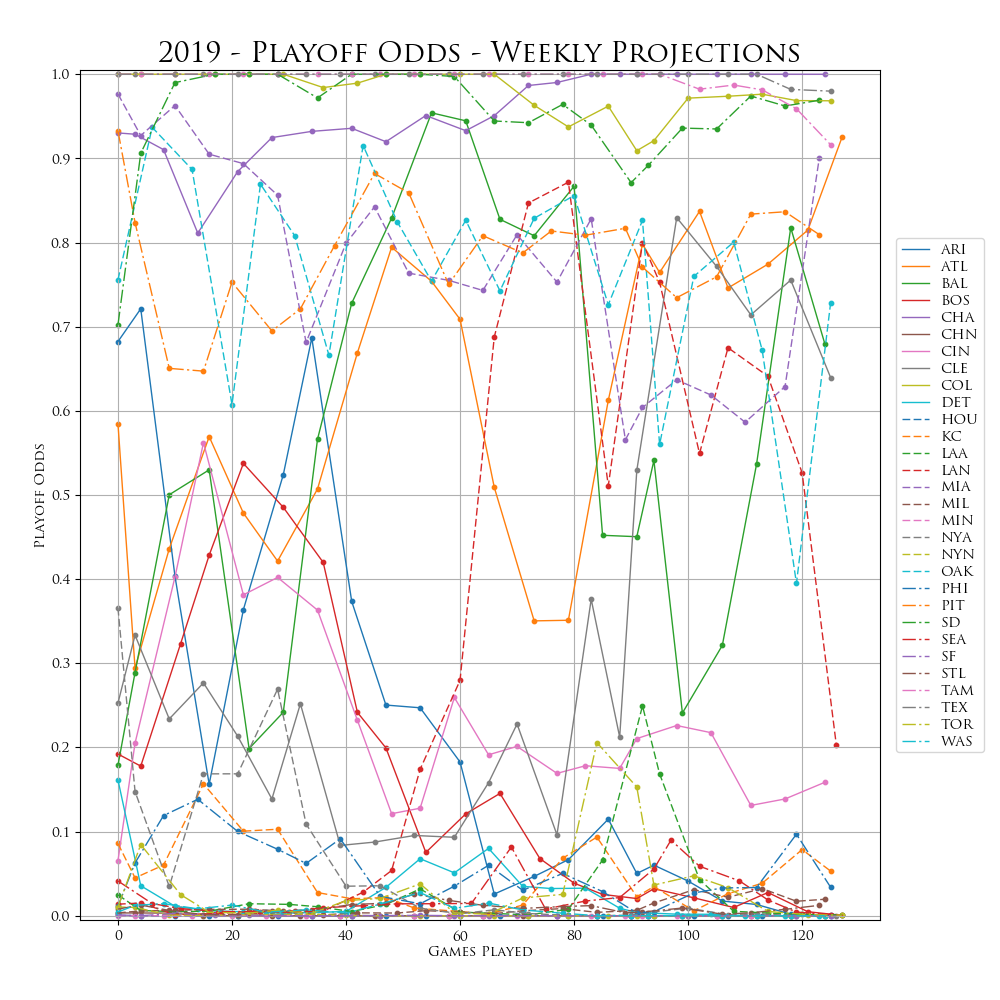 2019 - Playoff Odds - Weekly Projections
1.0
0.9
0.8
0.7
0.6
0.5
0.4
0.3
0.2
0.1
0.0
Playoff Odds
0 20 40 60 80 100 120
Games Played
ARI
ATL
BAL
BOS
CHA
CHN
CIN
CLE
COL
DET
HOU
KC
LAA
LAN
MIA
MIL
MIN
NYA
NYN
OAK
PHI
PIT
SD
SEA
SF
STL
TAM
TEX
TOR
WAS